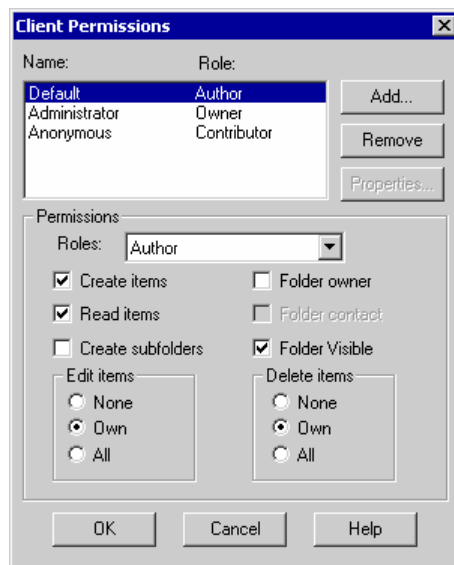 Client Permissions
Name: Role:
Default Author
Administrator Owner
Anonymous Contributor
Add...
Remove
Properties...
Permissions
Roles: Author
Create items Folder owner
Read items Folder contact
Create subfolders Folder Visible
Edit items Delete items
None None
Own Own
All All
OK Cancel Help